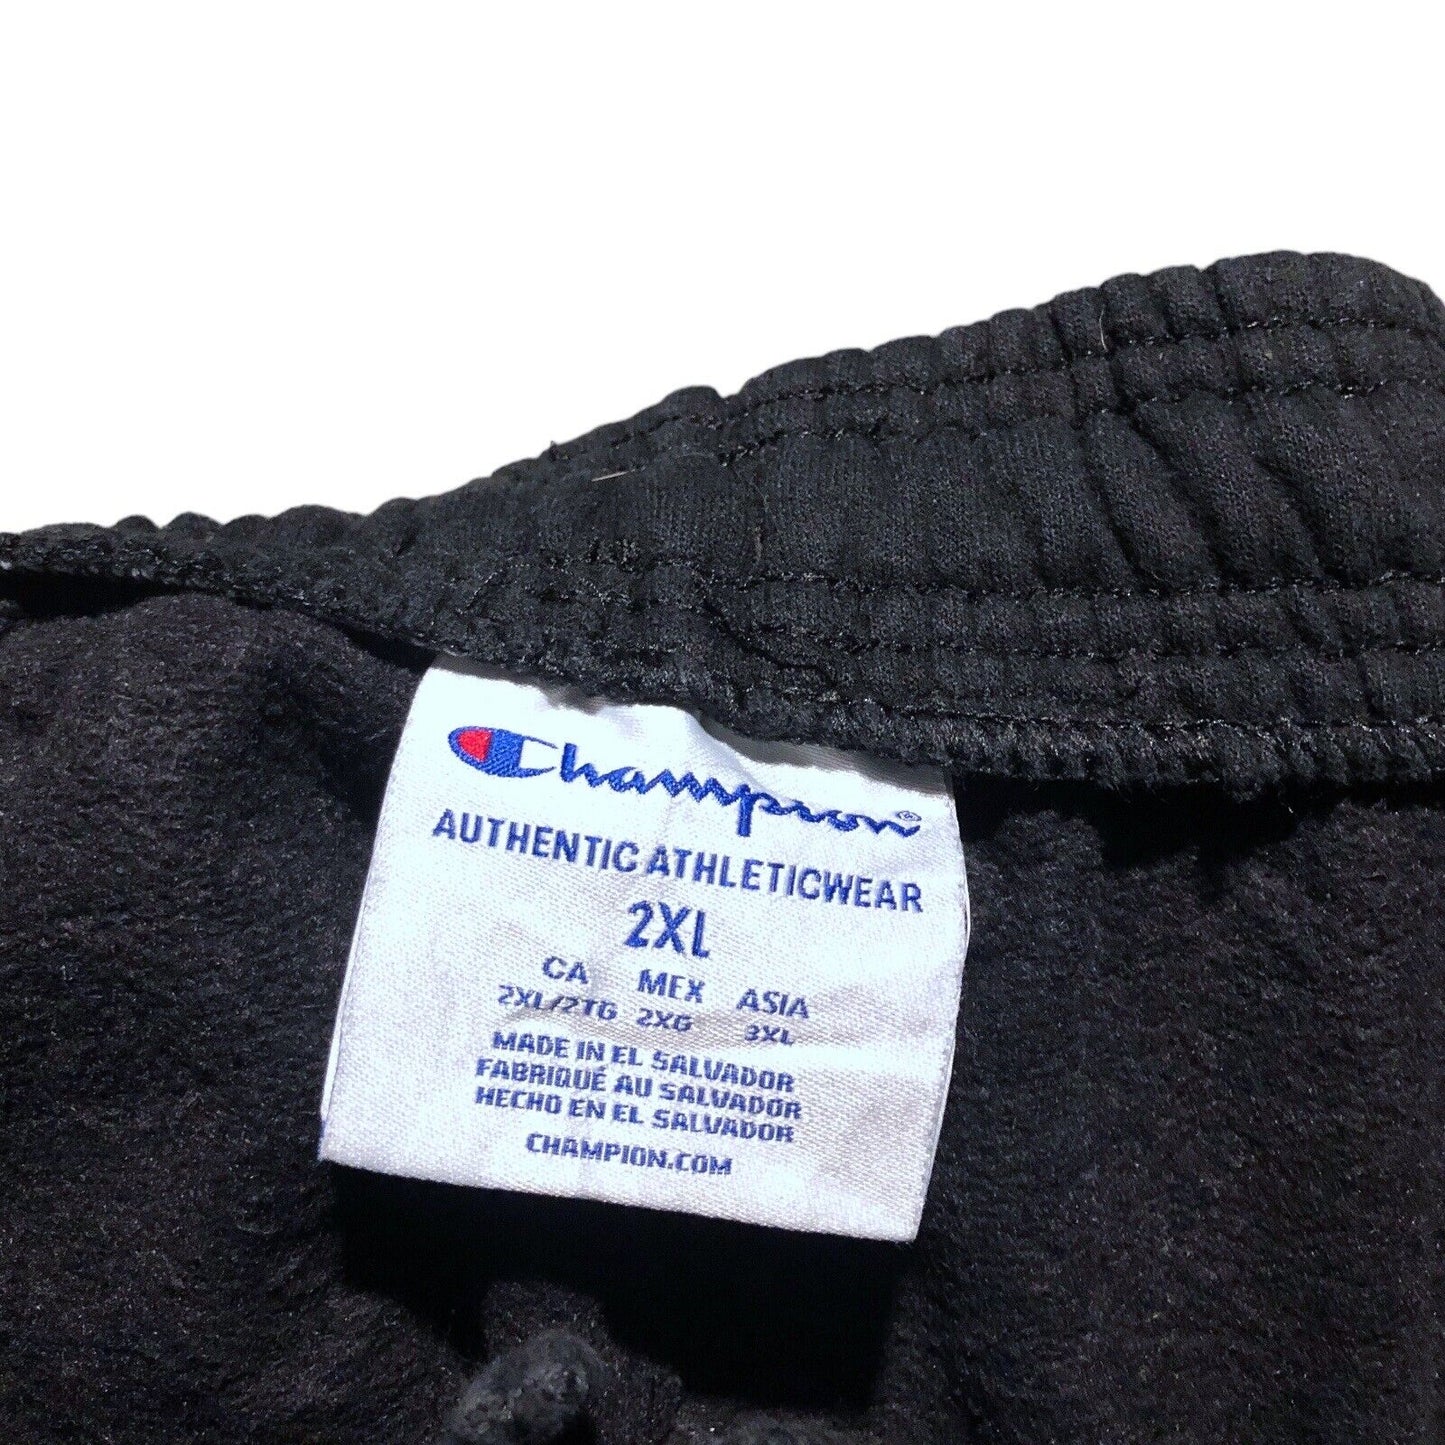 Champion®
AUTHENTIC ATHLETICWEAR
2XL
CA MEX ASIA
2XL/2TG 2XG 3XL
MADE IN EL SALVADOR
FABRIQUÉ AU SALVADOR
HECHO EN EL SALVADOR
CHAMPION.COM